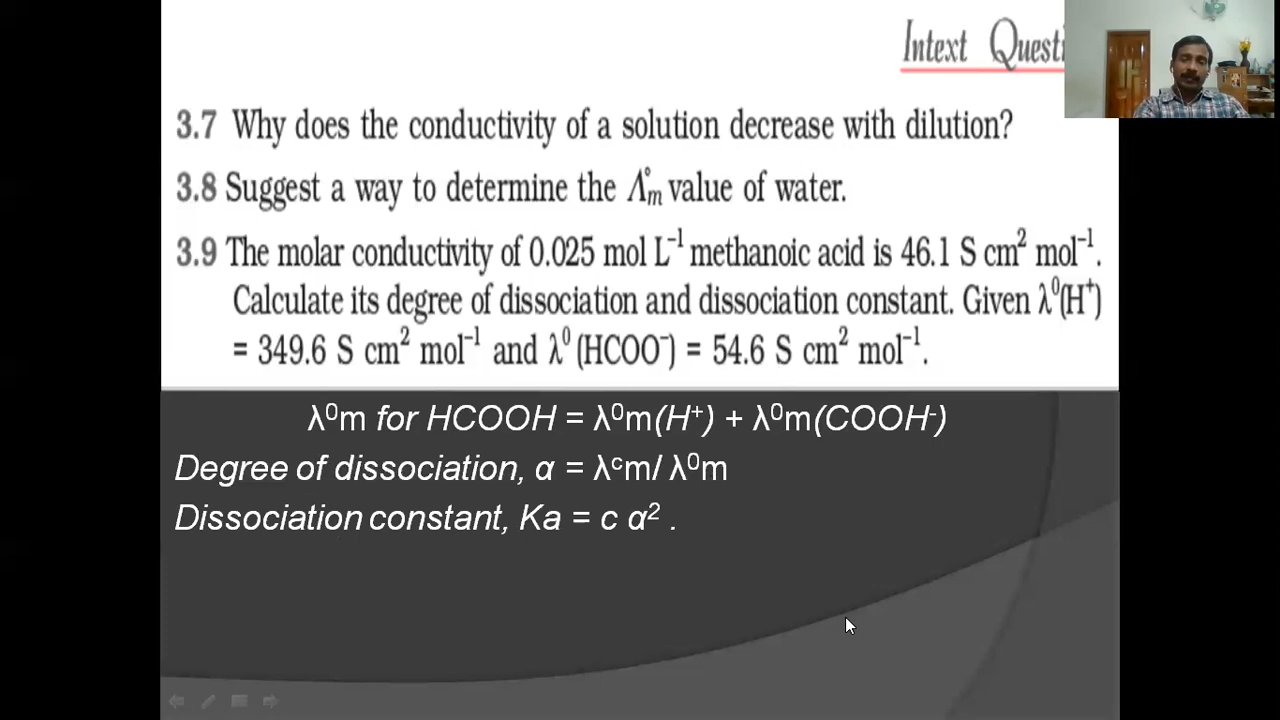 Intext Questi
3.7 Why does the conductivity of a solution decrease with dilution?
3.8 Suggest a way to determine the Λ°m value of water.
3.9 The molar conductivity of 0.025 mol L⁻¹ methanoic acid is 46.1 S cm² mol⁻¹.
Calculate its degree of dissociation and dissociation constant. Given λ⁰(H⁺)
= 349.6 S cm² mol⁻¹ and λ⁰(HCOO⁻) = 54.6 S cm² mol⁻¹.
λ⁰m for HCOOH = λ⁰m(H⁺) + λ⁰m(COOH⁻)
Degree of dissociation, α = λᶜm/ λ⁰m
Dissociation constant, Ka = c α² .